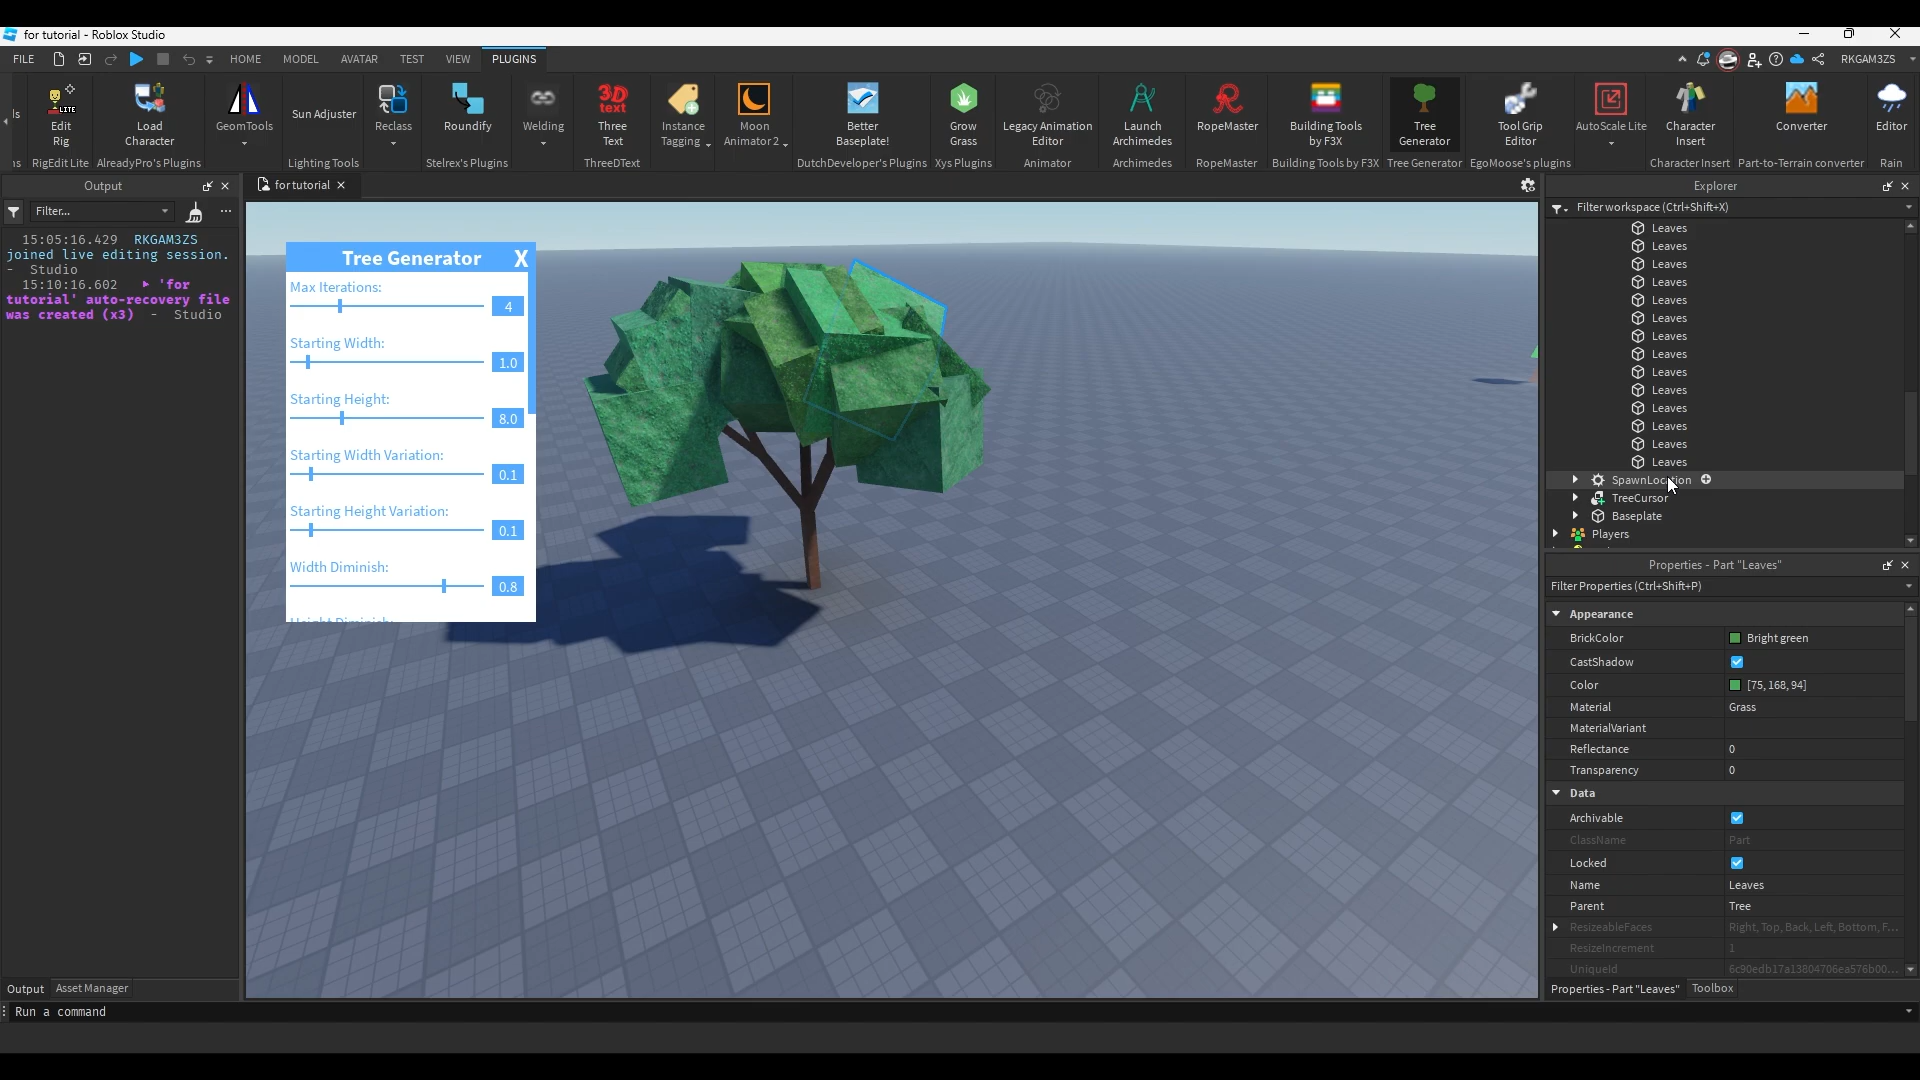 for tutorial - Roblox Studio
FILE HOME MODEL AVATAR TEST VIEW PLUGINS RKGAM3ZS
Edit Rig
RigEdit Lite
Load Character
AlreadyPro's Plugins
GeomTools
Sun Adjuster
Lighting Tools
Reclass
Roundify
Stelrex's Plugins
Welding
Three Text
ThreeDText
Instance Tagging
Moon Animator 2
Better Baseplate!
DutchDeveloper's Plugins
Grow Grass
Xys Plugins
Legacy Animation Editor
Animator
Launch Archimedes
Archimedes
RopeMaster
RopeMaster
Building Tools by F3X
Building Tools by F3X
Tree Generator
Tree Generator
Tool Grip Editor
EgoMoose's plugins
AutoScale Lite
Character Insert
Character Insert
Converter
Part-to-Terrain converter
Editor
Rain
Output
Filter...
15:05:16.429 RKGAM3ZS
joined live editing session.
- Studio
15:10:16.602 ▶ 'for
tutorial' auto-recovery file
was created (x3) - Studio
Output Asset Manager
Run a command
for tutorial
Tree Generator X
Max Iterations:
4
Starting Width:
1.0
Starting Height:
8.0
Starting Width Variation:
0.1
Starting Height Variation:
0.1
Width Diminish:
0.8
Height Diminish:
Explorer
Filter workspace (Ctrl+Shift+X)
Leaves
Leaves
Leaves
Leaves
Leaves
Leaves
Leaves
Leaves
Leaves
Leaves
Leaves
Leaves
Leaves
Leaves
SpawnLocation
TreeCursor
Baseplate
Players
Properties - Part "Leaves"
Filter Properties (Ctrl+Shift+P)
Appearance
BrickColor Bright green
CastShadow
Color [75, 168, 94]
Material Grass
MaterialVariant
Reflectance 0
Transparency 0
Data
Archivable
ClassName Part
Locked
Name Leaves
Parent Tree
ResizeableFaces Right, Top, Back, Left, Bottom, F...
ResizeIncrement 1
UniqueId 6c90edb17a13804706ea576b00...
Properties - Part "Leaves" Toolbox